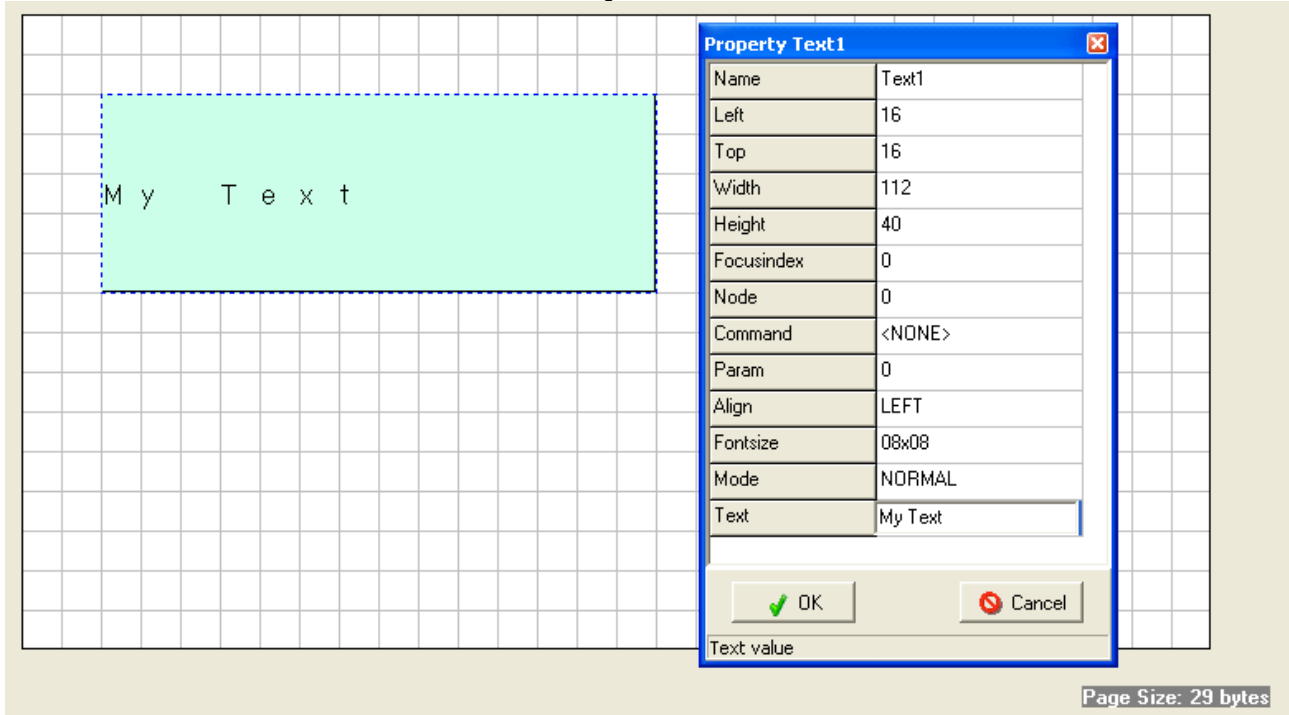 Property Text1
Name Text1
Left 16
Top 16
Width 112
Height 40
Focusindex 0
Node 0
Command <NONE>
Param 0
Align LEFT
Fontsize 08x08
Mode NORMAL
Text My Text
OK Cancel
Text value
My Text
Page Size: 29 bytes